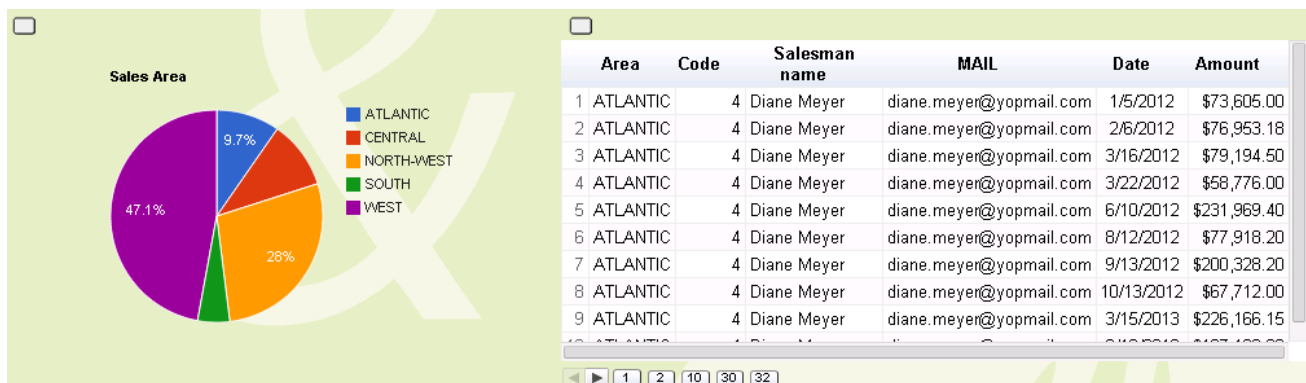 Sales Area
ATLANTIC
CENTRAL
NORTH-WEST
SOUTH
WEST
9.7%
28%
47.1%
Area Code Salesman name MAIL Date Amount
1 ATLANTIC 4 Diane Meyer diane.meyer@yopmail.com 1/5/2012 $73,605.00
2 ATLANTIC 4 Diane Meyer diane.meyer@yopmail.com 2/6/2012 $76,953.18
3 ATLANTIC 4 Diane Meyer diane.meyer@yopmail.com 3/16/2012 $79,194.50
4 ATLANTIC 4 Diane Meyer diane.meyer@yopmail.com 3/22/2012 $58,776.00
5 ATLANTIC 4 Diane Meyer diane.meyer@yopmail.com 6/10/2012 $231,969.40
6 ATLANTIC 4 Diane Meyer diane.meyer@yopmail.com 8/12/2012 $77,918.20
7 ATLANTIC 4 Diane Meyer diane.meyer@yopmail.com 9/13/2012 $200,328.20
8 ATLANTIC 4 Diane Meyer diane.meyer@yopmail.com 10/13/2012 $67,712.00
9 ATLANTIC 4 Diane Meyer diane.meyer@yopmail.com 3/15/2013 $226,166.15
1 2 10 30 32